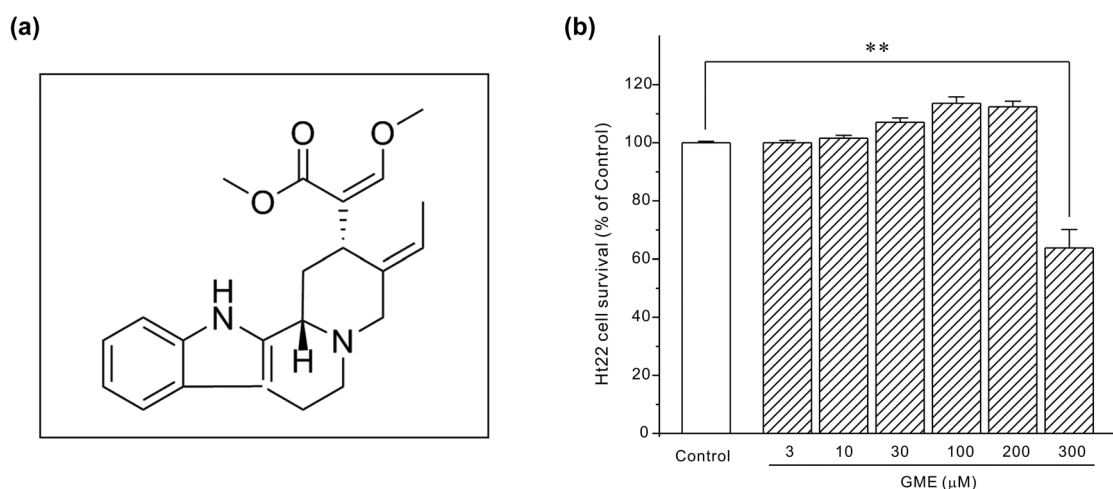 (a)
O
O
O
H
N
H
N
(b)
**
120
100
80
60
40
20
0
Ht22 cell survival (% of Control)
Control
3 10 30 100 200 300
GME (μM)